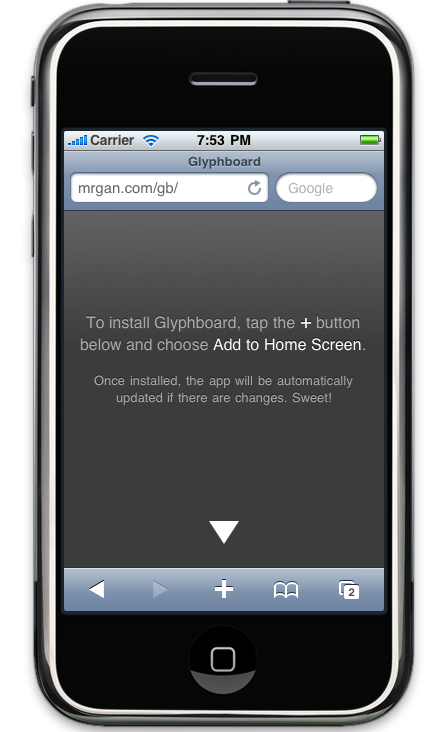 Carrier 7:53 PM
Glyphboard
mrgan.com/gb/ Google
To install Glyphboard, tap the + button
below and choose Add to Home Screen.
Once installed, the app will be automatically
updated if there are changes. Sweet!
2